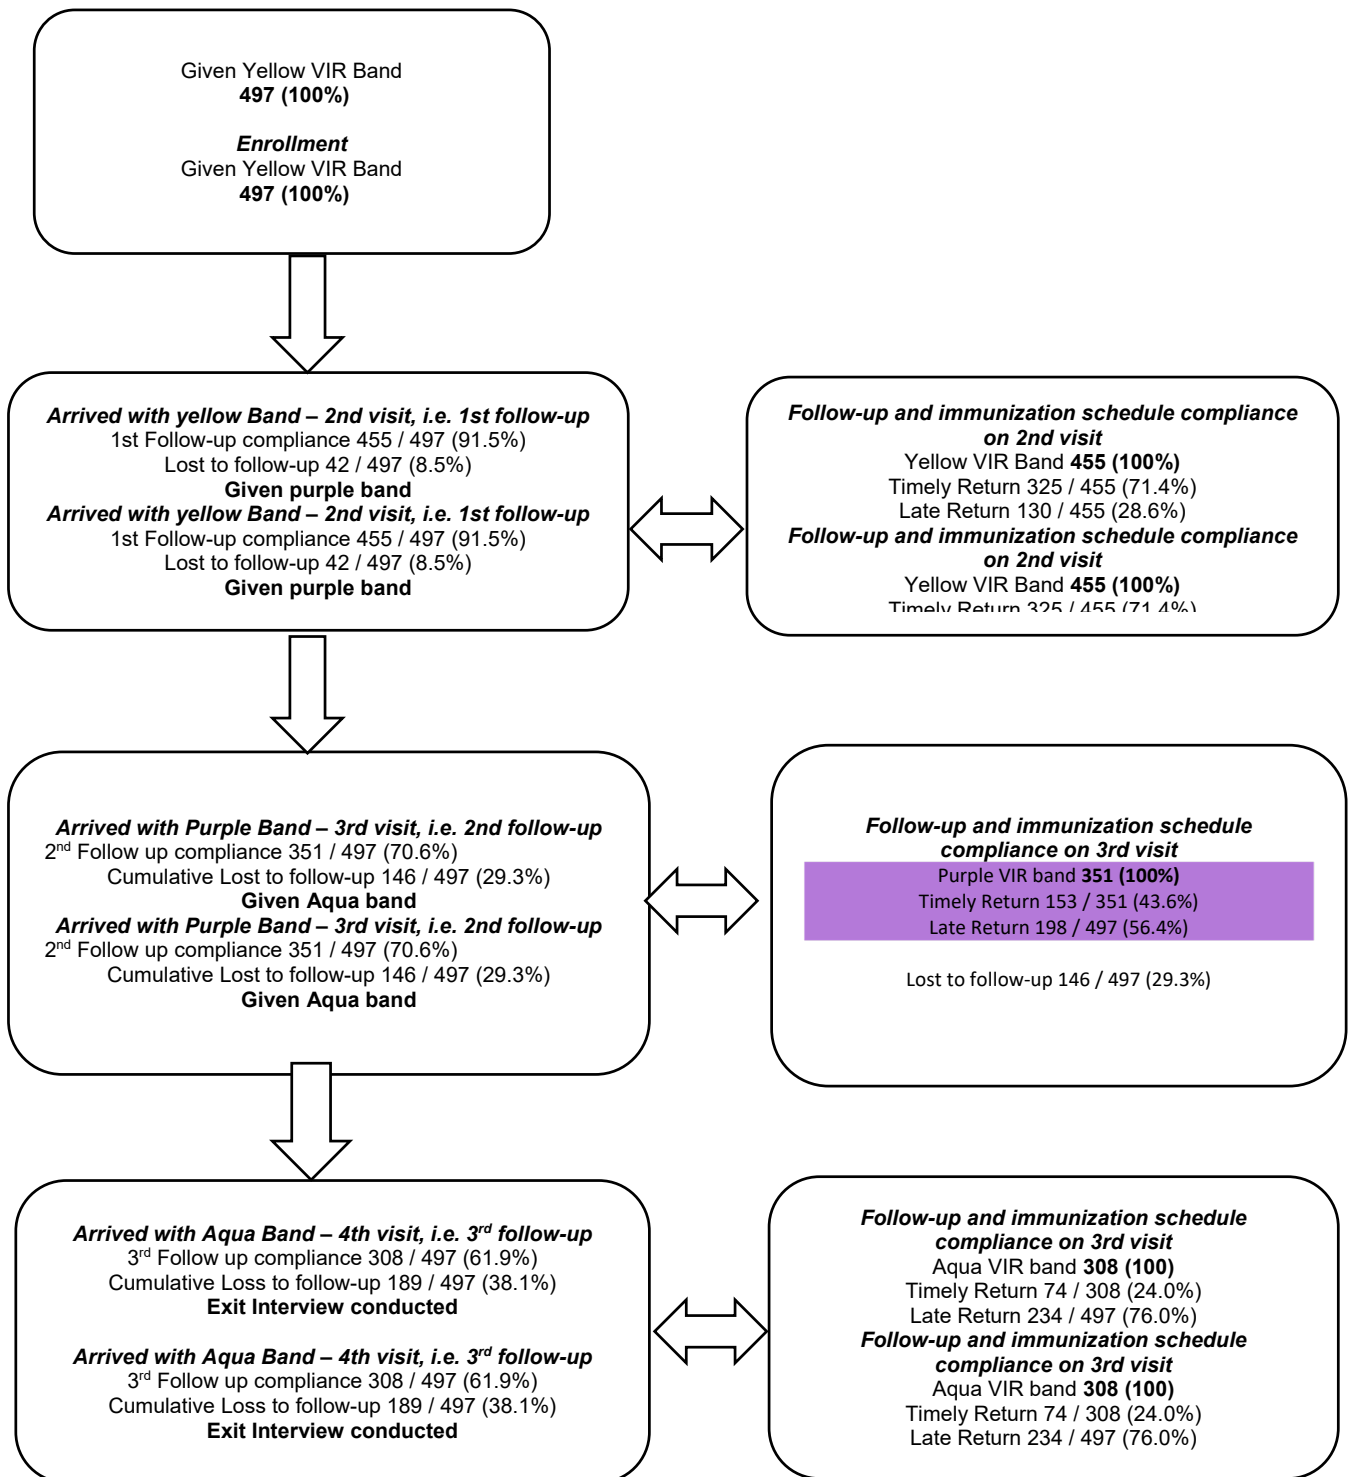 Given Yellow VIR Band
497 (100%)
Enrollment
Given Yellow VIR Band
497 (100%)
Arrived with yellow Band – 2nd visit, i.e. 1st follow-up
1st Follow-up compliance 455 / 497 (91.5%)
Lost to follow-up 42 / 497 (8.5%)
Given purple band
Arrived with yellow Band – 2nd visit, i.e. 1st follow-up
1st Follow-up compliance 455 / 497 (91.5%)
Lost to follow-up 42 / 497 (8.5%)
Given purple band
Follow-up and immunization schedule compliance
on 2nd visit
Yellow VIR Band 455 (100%)
Timely Return 325 / 455 (71.4%)
Late Return 130 / 455 (28.6%)
Follow-up and immunization schedule compliance
on 2nd visit
Yellow VIR Band 455 (100%)
Timely Return 325 / 455 (71.4%)
Arrived with Purple Band – 3rd visit, i.e. 2nd follow-up
2nd Follow up compliance 351 / 497 (70.6%)
Cumulative Lost to follow-up 146 / 497 (29.3%)
Given Aqua band
Arrived with Purple Band – 3rd visit, i.e. 2nd follow-up
2nd Follow up compliance 351 / 497 (70.6%)
Cumulative Lost to follow-up 146 / 497 (29.3%)
Given Aqua band
Follow-up and immunization schedule
compliance on 3rd visit
Purple VIR band 351 (100%)
Timely Return 153 / 351 (43.6%)
Late Return 198 / 497 (56.4%)
Lost to follow-up 146 / 497 (29.3%)
Arrived with Aqua Band – 4th visit, i.e. 3rd follow-up
3rd Follow up compliance 308 / 497 (61.9%)
Cumulative Loss to follow-up 189 / 497 (38.1%)
Exit Interview conducted
Arrived with Aqua Band – 4th visit, i.e. 3rd follow-up
3rd Follow up compliance 308 / 497 (61.9%)
Cumulative Loss to follow-up 189 / 497 (38.1%)
Exit Interview conducted
Follow-up and immunization schedule
compliance on 3rd visit
Aqua VIR band 308 (100)
Timely Return 74 / 308 (24.0%)
Late Return 234 / 497 (76.0%)
Follow-up and immunization schedule
compliance on 3rd visit
Aqua VIR band 308 (100)
Timely Return 74 / 308 (24.0%)
Late Return 234 / 497 (76.0%)